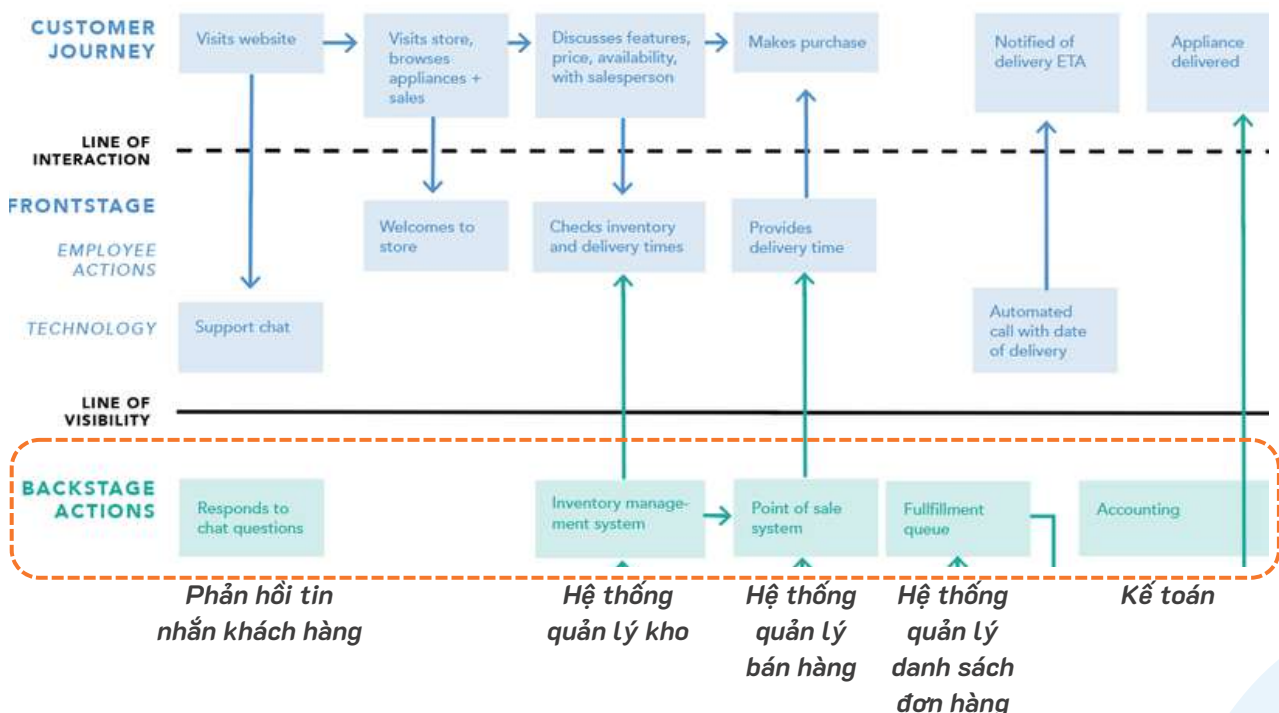 CUSTOMER
JOURNEY
Visits website
Visits store,
browses
appliances +
sales
Discusses features,
price, availability,
with salesperson
Makes purchase
Notified of
delivery ETA
Appliance
delivered
LINE OF
INTERACTION
FRONTSTAGE
EMPLOYEE
ACTIONS
Welcomes to
store
Checks inventory
and delivery times
Provides
delivery time
TECHNOLOGY
Support chat
Automated
call with date
of delivery
LINE OF
VISIBILITY
BACKSTAGE
ACTIONS
Responds to
chat questions
Inventory manage-
ment system
Point of sale
system
Fullfillment
queue
Accounting
Phản hồi tin
nhắn khách hàng
Hệ thống
quản lý kho
Hệ thống
quản lý
bán hàng
Hệ thống
quản lý
danh sách
đơn hàng
Kế toán